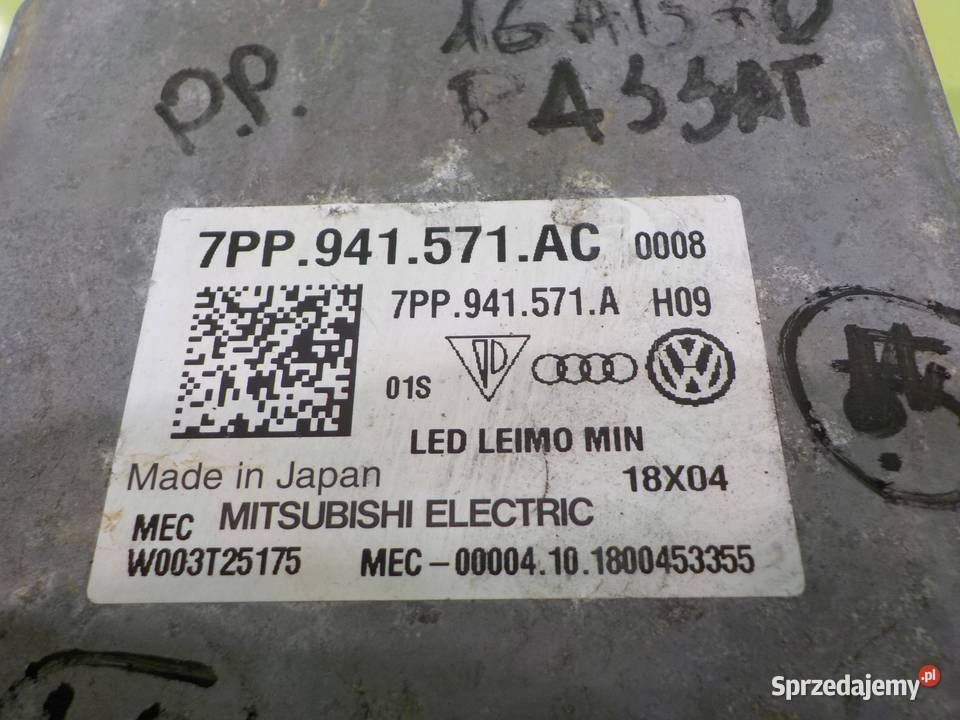 P.P.
PASSAT
7PP.941.571.AC 0008
7PP.941.571.A H09
01S
LED LEIMO MIN
Made in Japan 18X04
MEC MITSUBISHI ELECTRIC
W003T25175 MEC-00004.10.1800453355
Sprzedajemy.pl